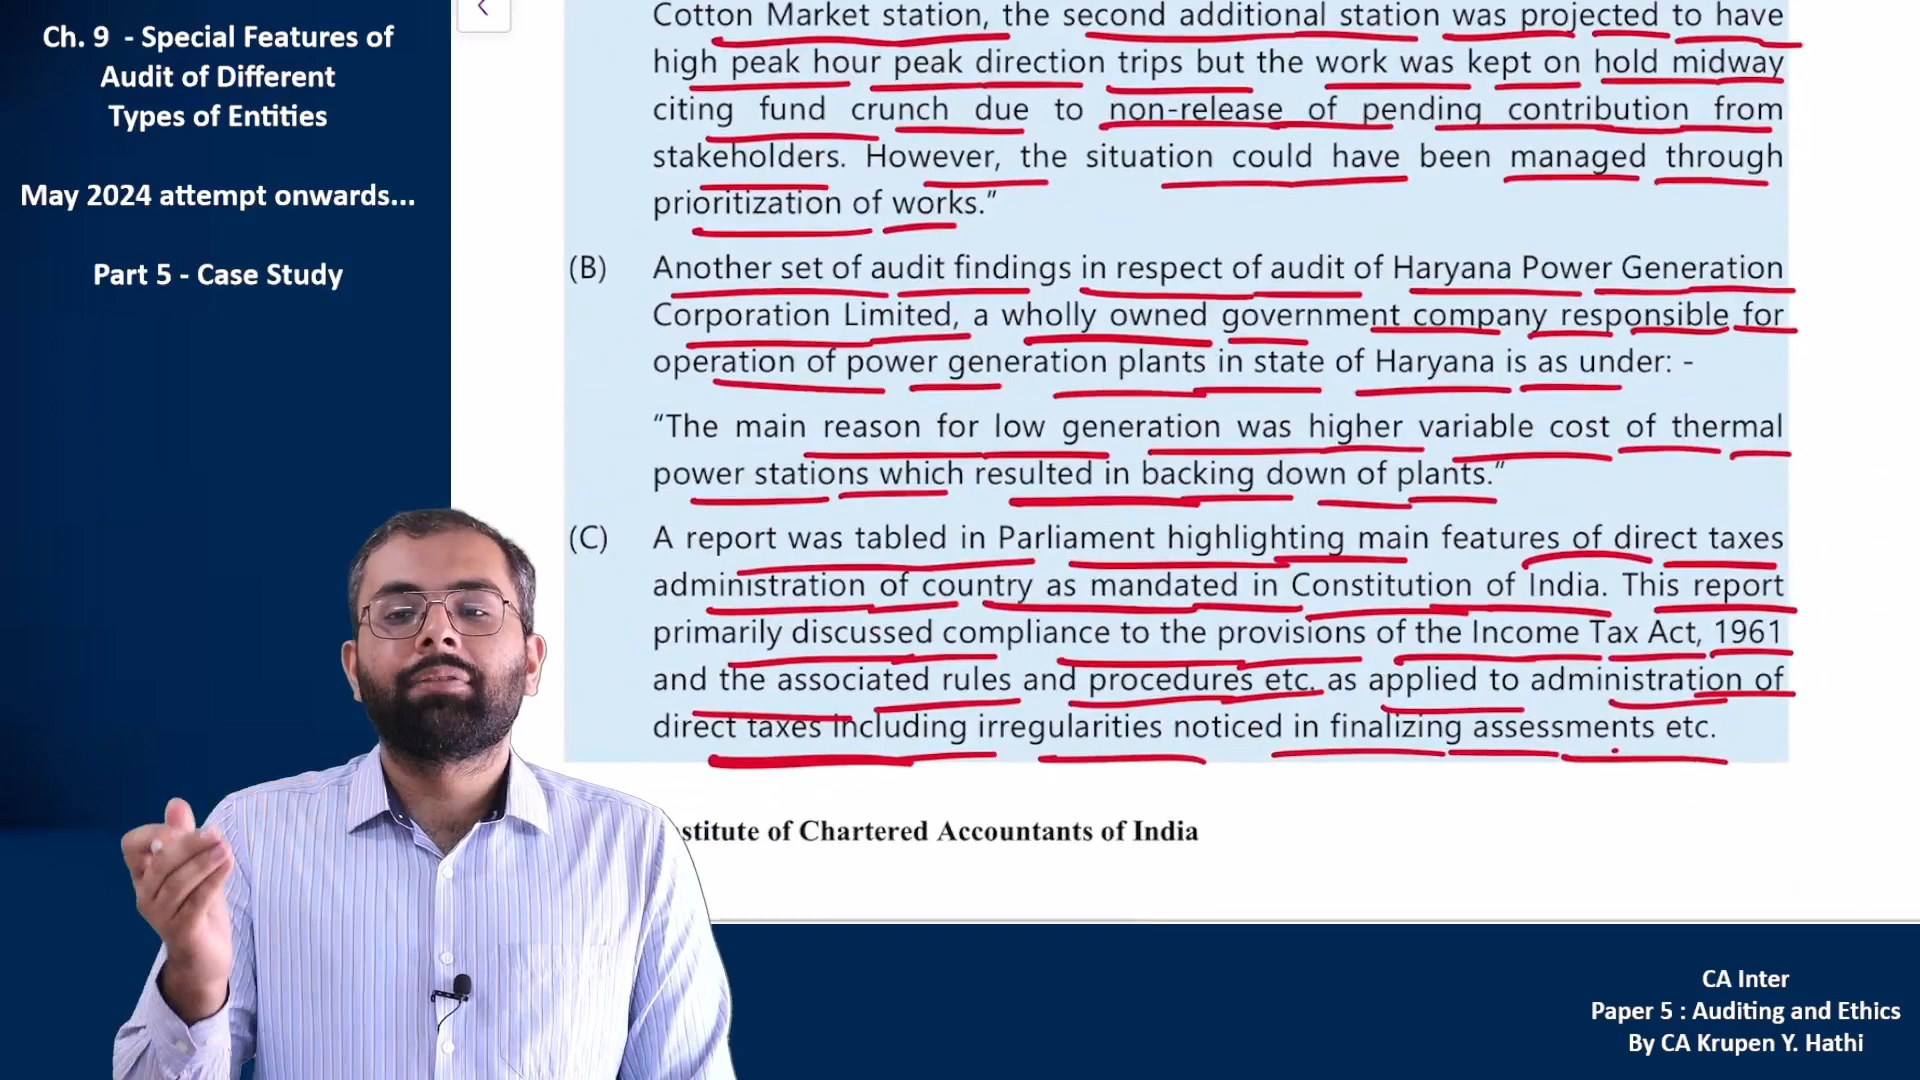 Ch. 9 - Special Features of
Audit of Different
Types of Entities
May 2024 attempt onwards...
Part 5 - Case Study
Cotton Market station, the second additional station was projected to have
high peak hour peak direction trips but the work was kept on hold midway
citing fund crunch due to non-release of pending contribution from
stakeholders. However, the situation could have been managed through
prioritization of works.”
(B) Another set of audit findings in respect of audit of Haryana Power Generation
Corporation Limited, a wholly owned government company responsible for
operation of power generation plants in state of Haryana is as under: -
“The main reason for low generation was higher variable cost of thermal
power stations which resulted in backing down of plants.”
(C) A report was tabled in Parliament highlighting main features of direct taxes
administration of country as mandated in Constitution of India. This report
primarily discussed compliance to the provisions of the Income Tax Act, 1961
and the associated rules and procedures etc. as applied to administration of
direct taxes including irregularities noticed in finalizing assessments etc.
stitute of Chartered Accountants of India
CA Inter
Paper 5 : Auditing and Ethics
By CA Krupen Y. Hathi